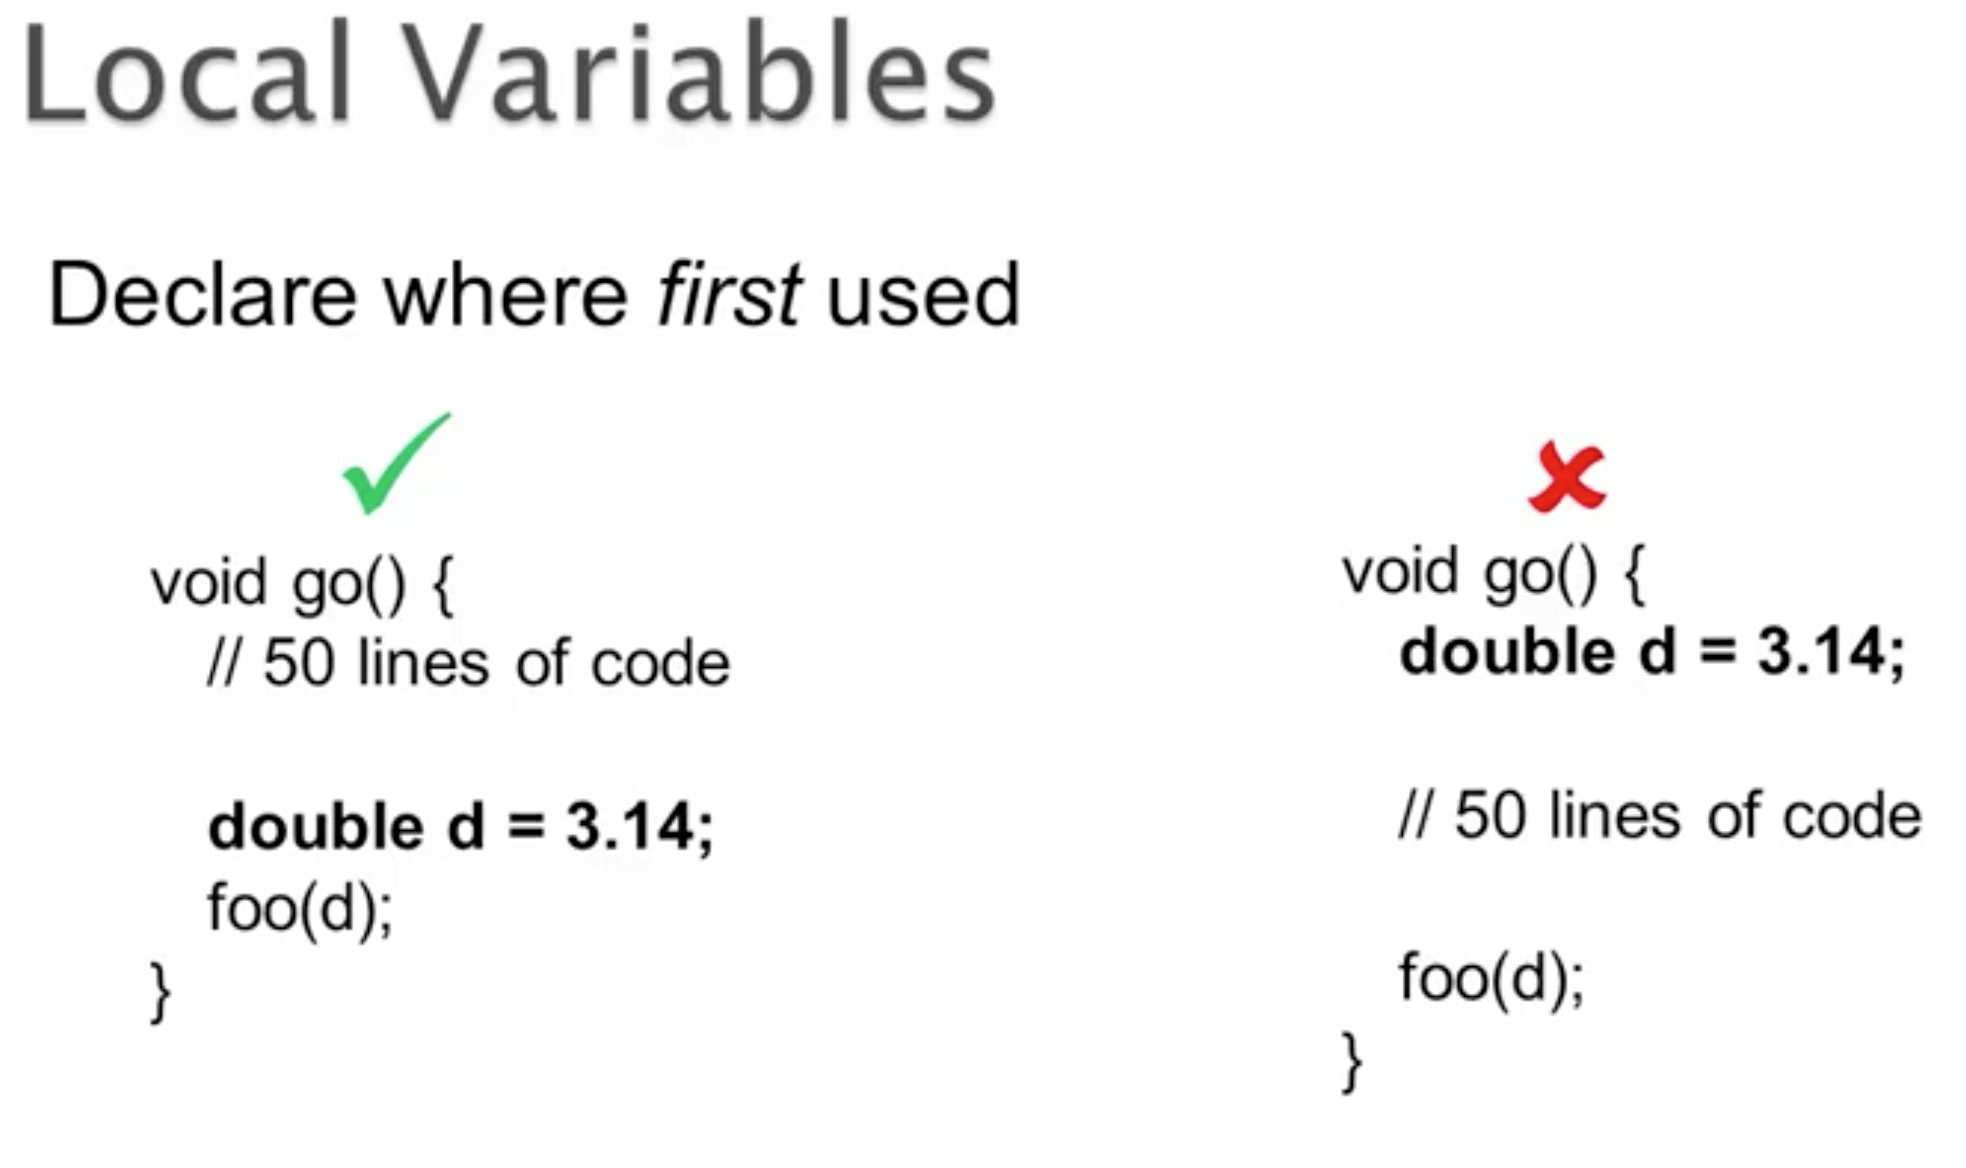 Local Variables
Declare where first used
void go() {
// 50 lines of code
double d = 3.14;
foo(d);
}
void go() {
double d = 3.14;
// 50 lines of code
foo(d);
}